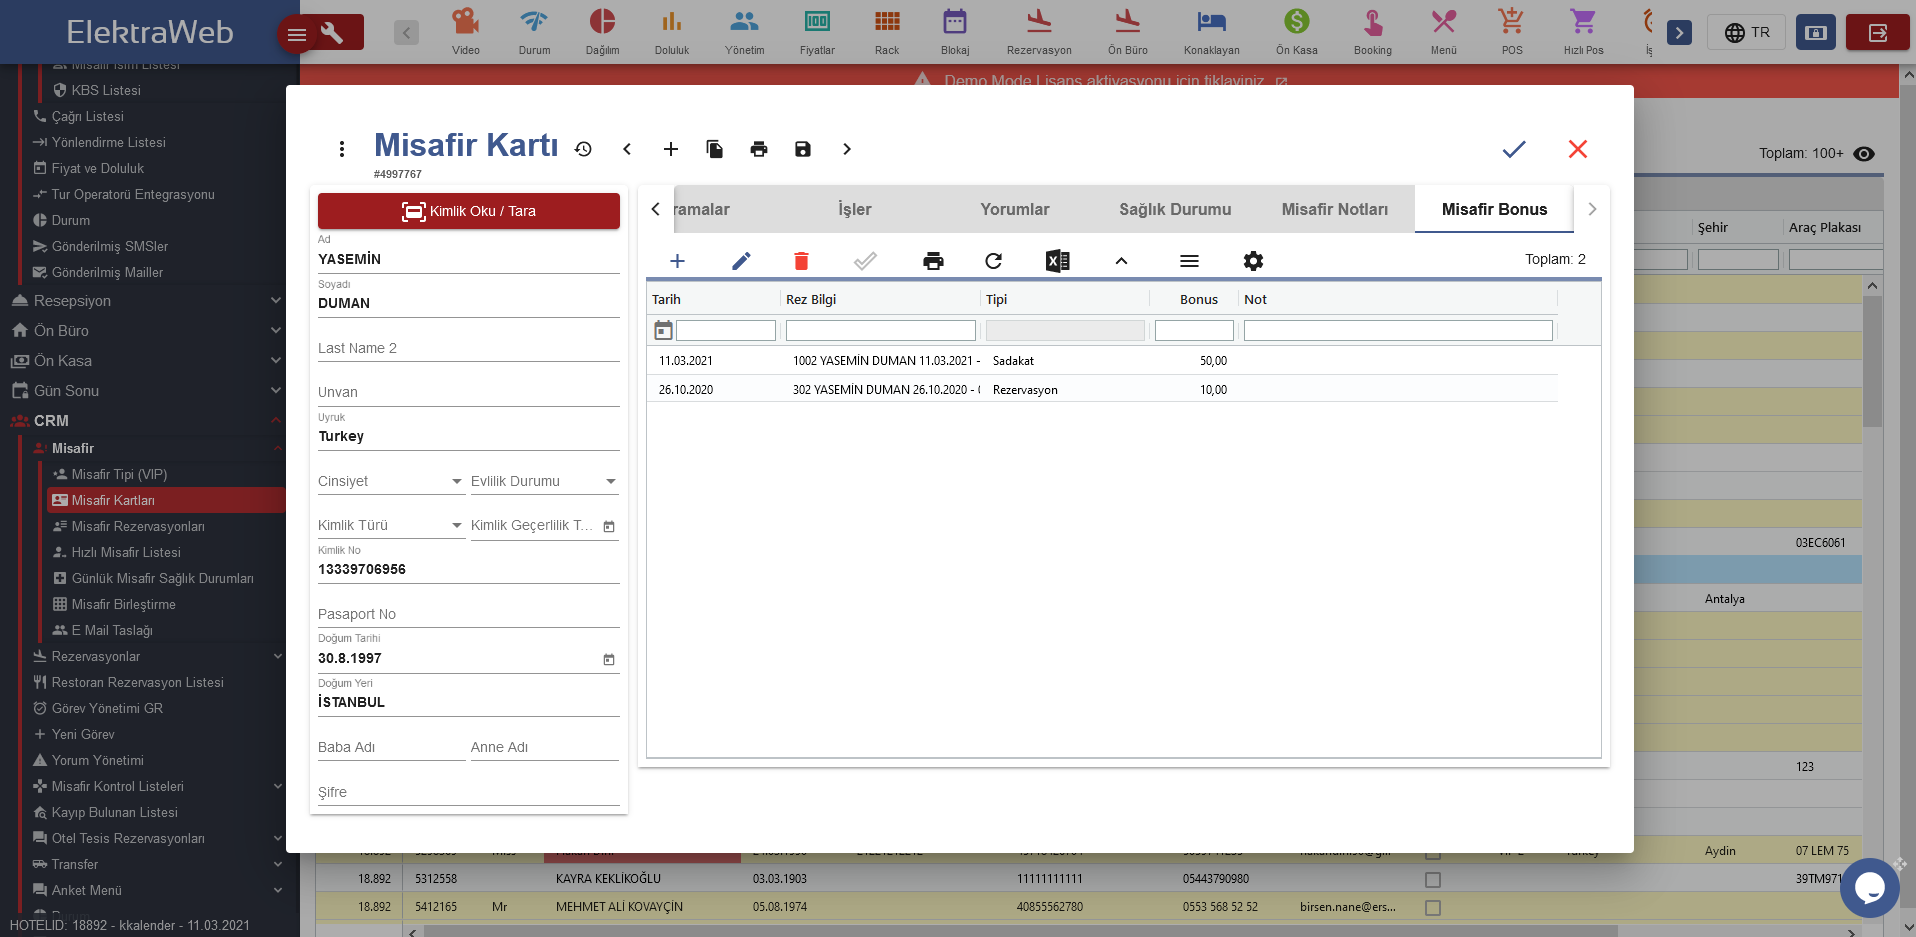 ElektraWeb
Video
Durum
Dağılım
Doluluk
Yönetim
Fiyatlar
Rack
Blokaj
Rezervasyon
Ön Büro
Konaklayan
Ön Kasa
Booking
Menü
POS
Hızlı Pos
TR
Misafir İsim Listesi
KBS Listesi
Çağrı Listesi
Yönlendirme Listesi
Fiyat ve Doluluk
Tur Operatorü Entegrasyonu
Durum
Gönderilmiş SMSler
Gönderilmiş Mailler
Resepsiyon
Ön Büro
Ön Kasa
Gün Sonu
CRM
Misafir
Misafir Tipi (VIP)
Misafir Kartları
Misafir Rezervasyonları
Hızlı Misafir Listesi
Günlük Misafir Sağlık Durumları
Misafir Birleştirme
E Mail Taslağı
Rezervasyonlar
Restoran Rezervasyon Listesi
Görev Yönetimi GR
Yeni Görev
Yorum Yönetimi
Misafir Kontrol Listeleri
Kayıp Bulunan Listesi
Otel Tesis Rezervasyonları
Transfer
Anket Menü
Durum
HOTELID: 18892 - kkalender - 11.03.2021
Demo Mode Lisans aktivasyonu için tıklayınız
Toplam: 100+
Misafir Kartı
#4997767
Kimlik Oku / Tara
Ad
YASEMİN
Soyadı
DUMAN
Last Name 2
Unvan
Uyruk
Turkey
Cinsiyet
Evlilik Durumu
Kimlik Türü
Kimlik Geçerlilik T...
Kimlik No
13339706956
Pasaport No
Doğum Tarihi
30.8.1997
Doğum Yeri
İSTANBUL
Baba Adı
Anne Adı
Şifre
ramalar
İşler
Yorumlar
Sağlık Durumu
Misafir Notları
Misafir Bonus
Toplam: 2
Tarih Rez Bilgi Tipi Bonus Not
11.03.2021 1002 YASEMİN DUMAN 11.03.2021 - Sadakat 50,00
26.10.2020 302 YASEMİN DUMAN 26.10.2020 - Rezervasyon 10,00
Şehir Araç Plakası
03EC6061
Antalya
123
Aydin 07 LEM 75
18.892 5312558 KAYRA KEKLİKOĞLU 03.03.1903 11111111111 05443790980 39TM971
18.892 5412165 Mr MEHMET ALİ KOVAYÇİN 05.08.1974 40855562780 0553 568 52 52 birsen.nane@ers...